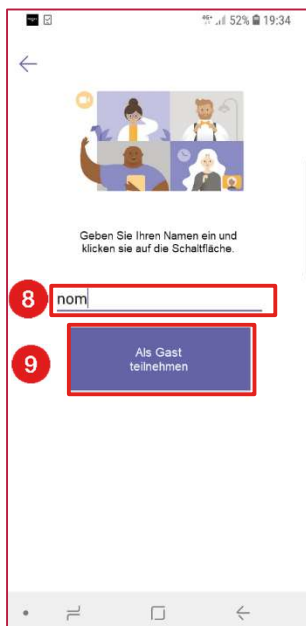 52% 19:34
Geben Sie Ihren Namen ein und
klicken sie auf die Schaltfläche.
8 nom
9 Als Gast
teilnehmen